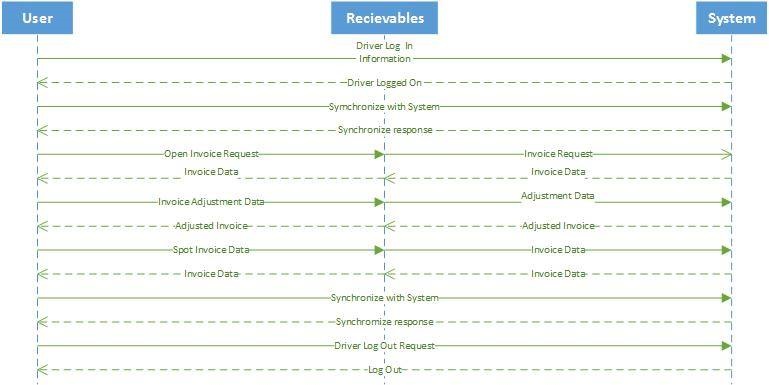 User
Recievables
System
Driver Log In
Information
Driver Logged On
Symchronize with System
Synchronize response
Open Invoice Request
Invoice Request
Invoice Data
Invoice Data
Invoice Adjustment Data
Adjustment Data
Adjusted Invoice
Adjusted Invoice
Spot Invoice Data
Invoice Data
Invoice Data
Invoice Data
Synchronize with System
Synchromize response
Driver Log Out Request
Log Out